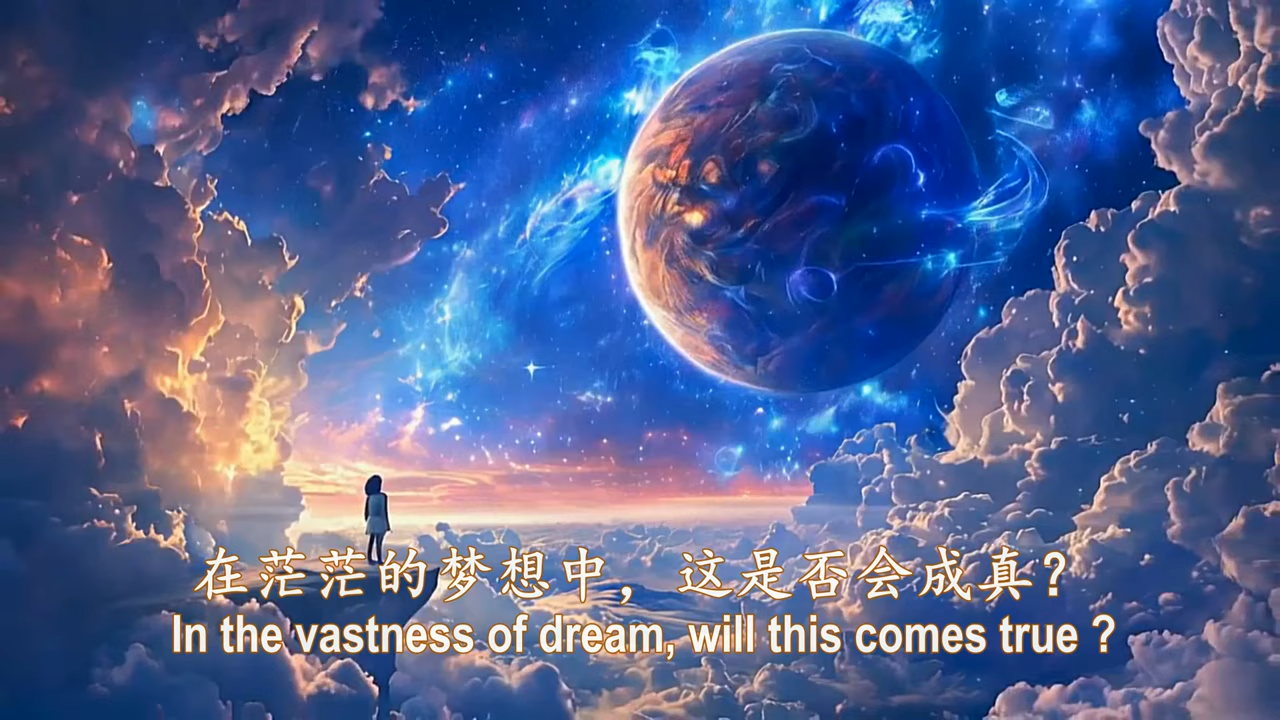 在茫茫的梦想中，这是否会成真？
In the vastness of dream, will this comes true ?